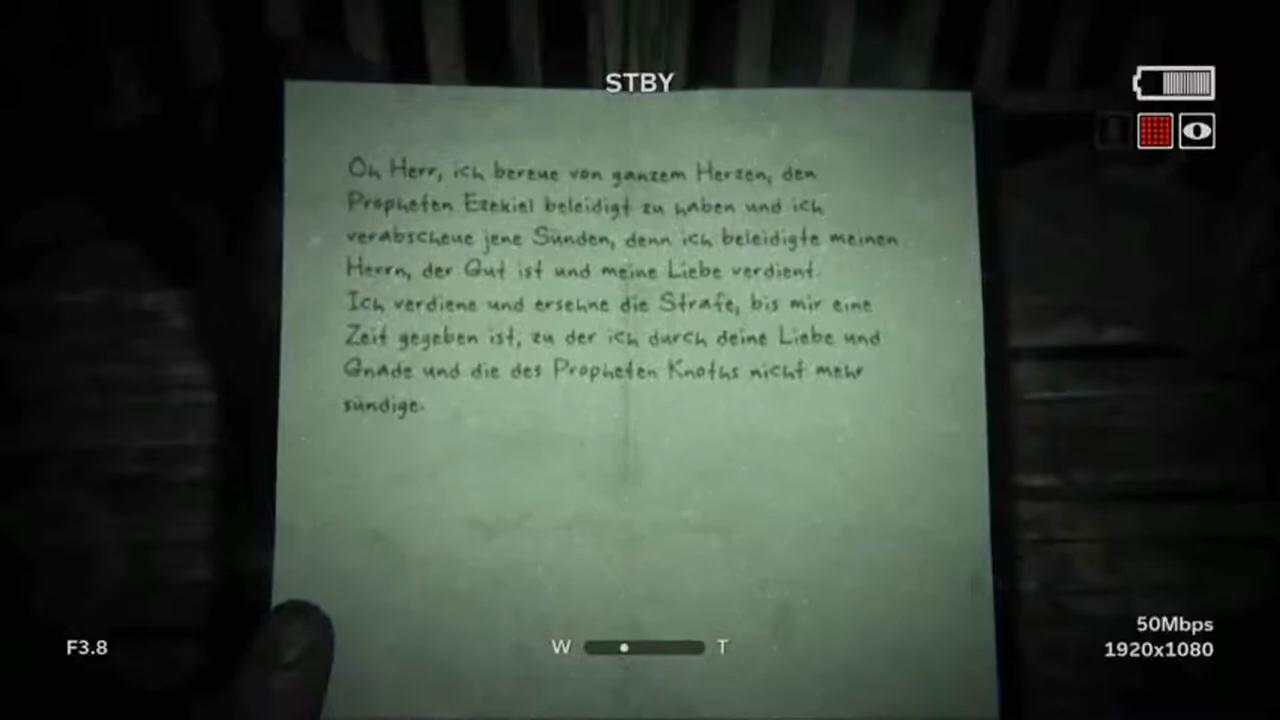 STBY
Oh Herr, ich bereue von ganzem Herzen, den
Propheten Ezekiel beleidigt zu haben und ich
verabscheue jene Sünden, denn ich beleidigte meinen
Herrn, der Gut ist und meine Liebe verdient.
Ich verdiene und ersehne die Strafe, bis mir eine
Zeit gegeben ist, zu der ich durch deine Liebe und
Gnade und die des Propheten Knoths nicht mehr
sündige.
F3.8
W T
50Mbps
1920x1080